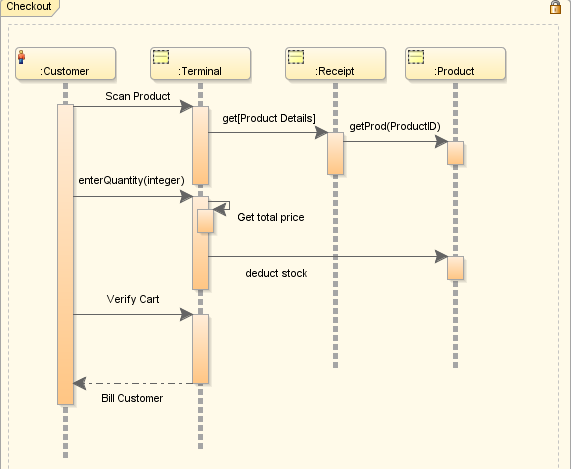 Checkout
:Customer
:Terminal
:Receipt
:Product
Scan Product
get[Product Details]
getProd(ProductID)
enterQuantity(integer)
Get total price
deduct stock
Verify Cart
Bill Customer